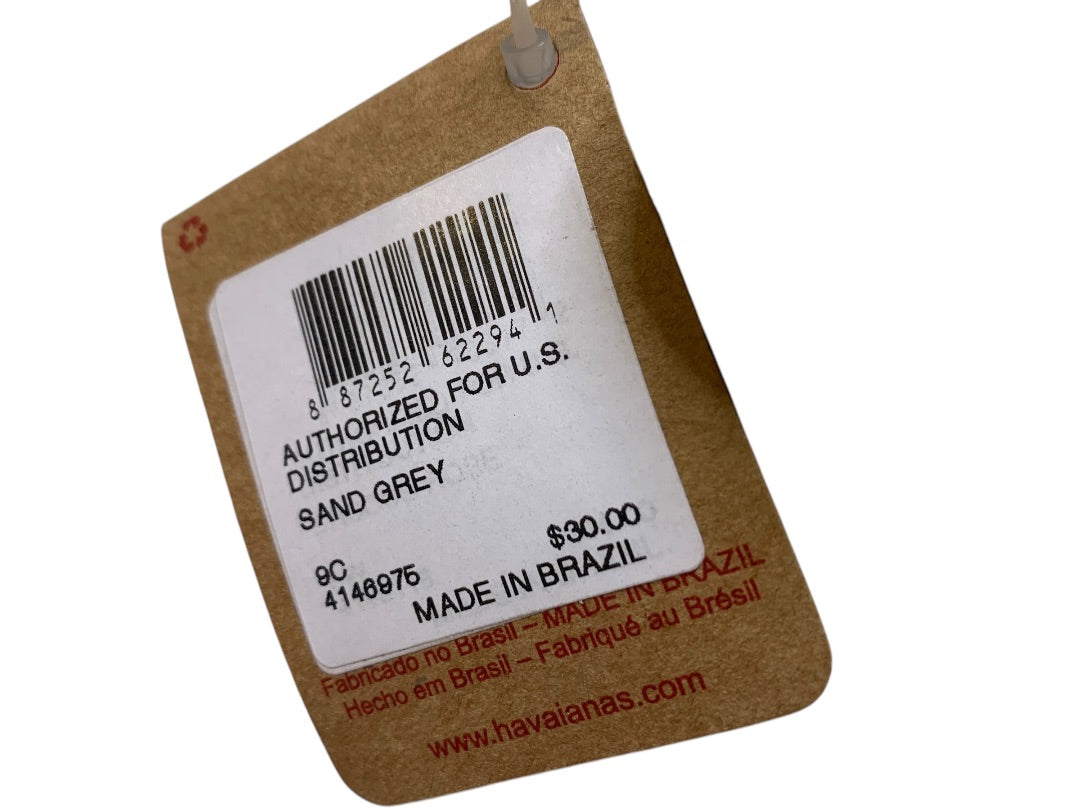 8 87252 62294 1
AUTHORIZED FOR U.S.
DISTRIBUTION
SAND GREY
9C
$30.00
4146975
MADE IN BRAZIL
Fabricado no Brasil – MADE IN BRAZIL
Hecho em Brasil – Fabriqué au Brésil
www.havaianas.com